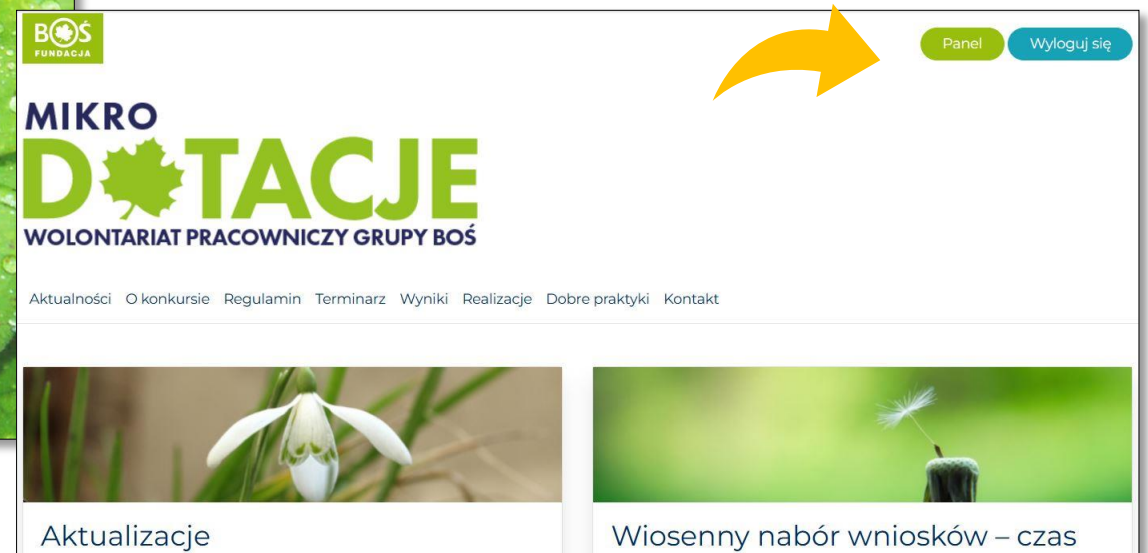 BOŚ
FUNDACJA
Panel
Wyloguj się
MIKRO
DOTACJE
WOLONTARIAT PRACOWNICZY GRUPY BOŚ
Aktualności O konkursie Regulamin Terminarz Wyniki Realizacje Dobre praktyki Kontakt
Aktualizacje
Wiosenny nabór wniosków – czas